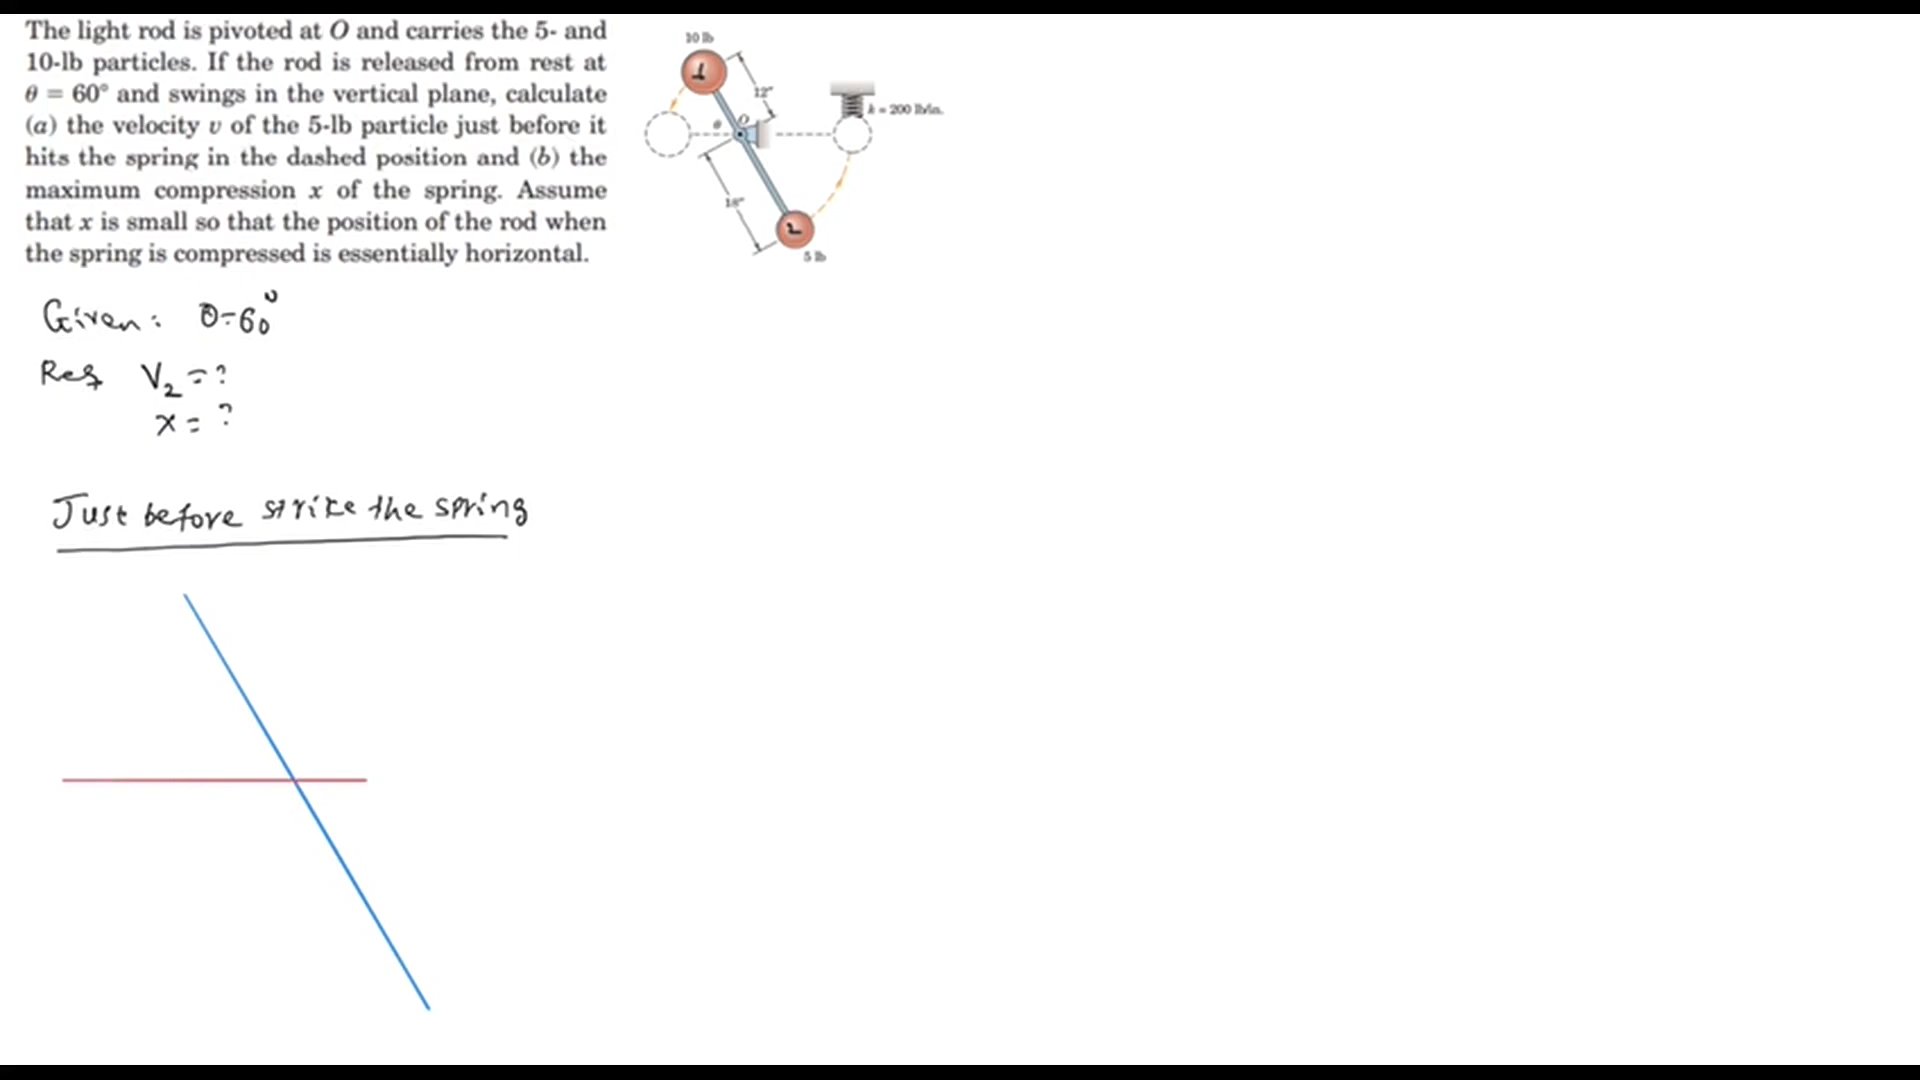 The light rod is pivoted at O and carries the 5- and
10-lb particles. If the rod is released from rest at
θ = 60° and swings in the vertical plane, calculate
(a) the velocity v of the 5-lb particle just before it
hits the spring in the dashed position and (b) the
maximum compression x of the spring. Assume
that x is small so that the position of the rod when
the spring is compressed is essentially horizontal.
10 lb
1
12"
θ
O
k = 200 lb/in.
18"
2
5 lb
Given: θ=60°
Req V₂ = ?
x = ?
Just before strike the spring